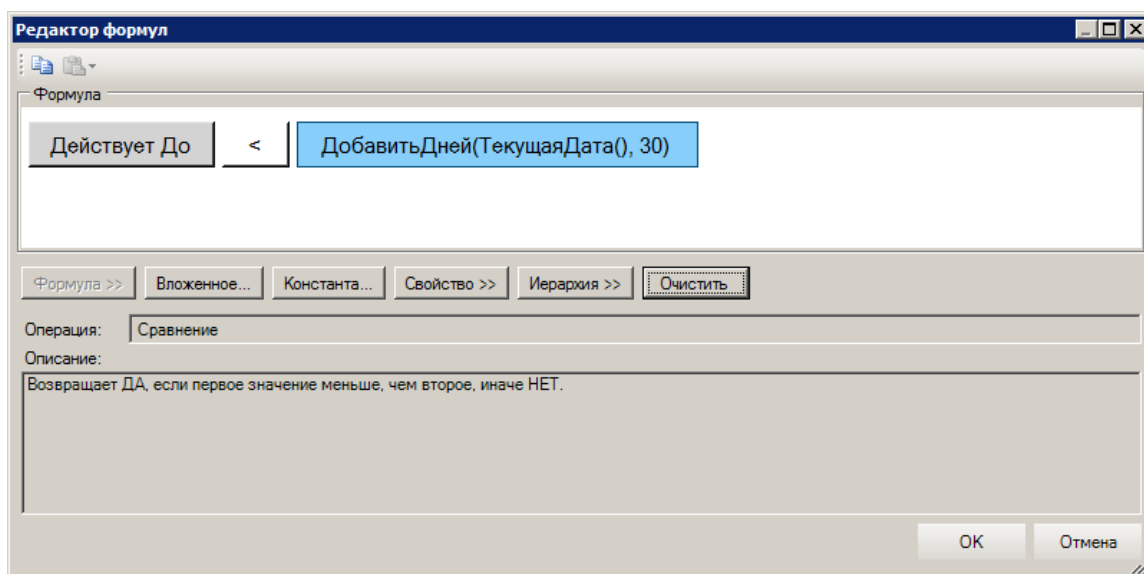 Редактор формул
Формула
Действует До < ДобавитьДней(ТекущаяДата(), 30)
Формула >> Вложенное... Константа... Свойство >> Иерархия >> Очистить
Операция: Сравнение
Описание:
Возвращает ДА, если первое значение меньше, чем второе, иначе НЕТ.
OK Отмена